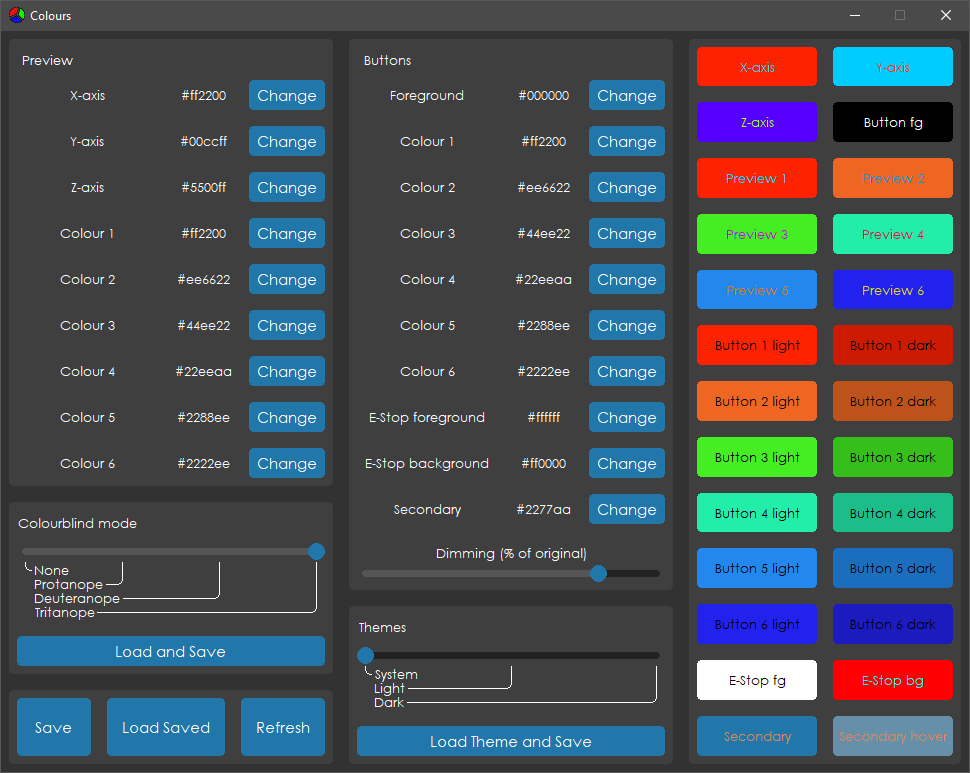 Colours
Preview
X-axis #ff2200 Change
Y-axis #00ccff Change
Z-axis #5500ff Change
Colour 1 #ff2200 Change
Colour 2 #ee6622 Change
Colour 3 #44ee22 Change
Colour 4 #22eeaa Change
Colour 5 #2288ee Change
Colour 6 #2222ee Change
Colourblind mode
None
Protanope
Deuteranope
Tritanope
Load and Save
Save Load Saved Refresh
Buttons
Foreground #000000 Change
Colour 1 #ff2200 Change
Colour 2 #ee6622 Change
Colour 3 #44ee22 Change
Colour 4 #22eeaa Change
Colour 5 #2288ee Change
Colour 6 #2222ee Change
E-Stop foreground #ffffff Change
E-Stop background #ff0000 Change
Secondary #2277aa Change
Dimming (% of original)
Themes
System
Light
Dark
Load Theme and Save
X-axis Y-axis
Z-axis Button fg
Preview 1 Preview 2
Preview 3 Preview 4
Preview 5 Preview 6
Button 1 light Button 1 dark
Button 2 light Button 2 dark
Button 3 light Button 3 dark
Button 4 light Button 4 dark
Button 5 light Button 5 dark
Button 6 light Button 6 dark
E-Stop fg E-Stop bg
Secondary Secondary hover